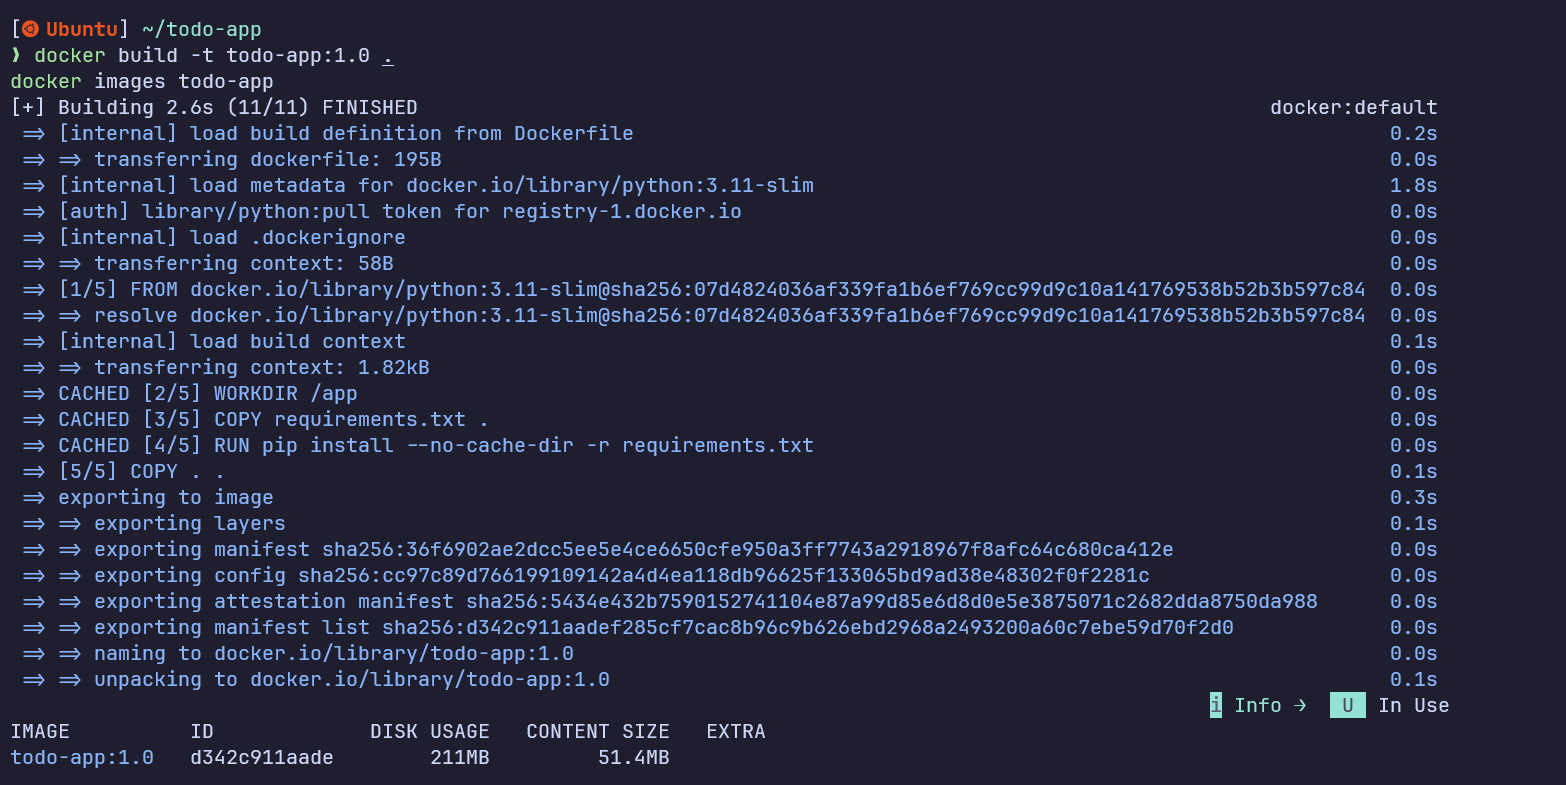 [ Ubuntu] ~/todo-app
❯ docker build -t todo-app:1.0 .
docker images todo-app
[+] Building 2.6s (11/11) FINISHED docker:default
=> [internal] load build definition from Dockerfile 0.2s
=> => transferring dockerfile: 195B 0.0s
=> [internal] load metadata for docker.io/library/python:3.11-slim 1.8s
=> [auth] library/python:pull token for registry-1.docker.io 0.0s
=> [internal] load .dockerignore 0.0s
=> => transferring context: 58B 0.0s
=> [1/5] FROM docker.io/library/python:3.11-slim@sha256:07d4824036af339fa1b6ef769cc99d9c10a141769538b52b3b597c84 0.0s
=> => resolve docker.io/library/python:3.11-slim@sha256:07d4824036af339fa1b6ef769cc99d9c10a141769538b52b3b597c84 0.0s
=> [internal] load build context 0.1s
=> => transferring context: 1.82kB 0.0s
=> CACHED [2/5] WORKDIR /app 0.0s
=> CACHED [3/5] COPY requirements.txt . 0.0s
=> CACHED [4/5] RUN pip install --no-cache-dir -r requirements.txt 0.0s
=> [5/5] COPY . . 0.1s
=> exporting to image 0.3s
=> => exporting layers 0.1s
=> => exporting manifest sha256:36f6902ae2dcc5ee5e4ce6650cfe950a3ff7743a2918967f8afc64c680ca412e 0.0s
=> => exporting config sha256:cc97c89d766199109142a4d4ea118db96625f133065bd9ad38e48302f0f2281c 0.0s
=> => exporting attestation manifest sha256:5434e432b7590152741104e87a99d85e6d8d0e5e3875071c2682dda8750da988 0.0s
=> => exporting manifest list sha256:d342c911aadef285cf7cac8b96c9b626ebd2968a2493200a60c7ebe59d70f2d0 0.0s
=> => naming to docker.io/library/todo-app:1.0 0.0s
=> => unpacking to docker.io/library/todo-app:1.0 0.1s
i Info → U In Use
IMAGE ID DISK USAGE CONTENT SIZE EXTRA
todo-app:1.0 d342c911aade 211MB 51.4MB